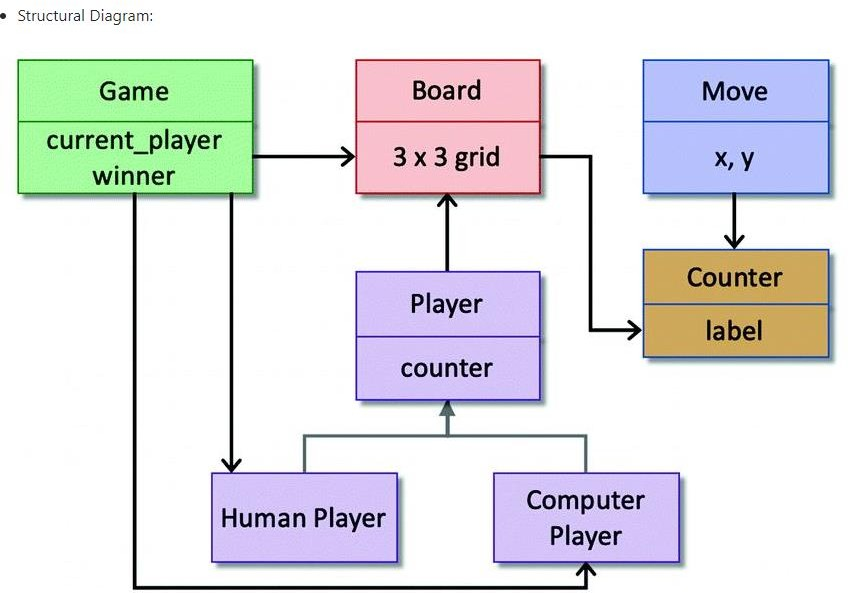 • Structural Diagram:
Game
current_player
winner
Board
3 x 3 grid
Move
x, y
Counter
label
Player
counter
Human Player
Computer
Player